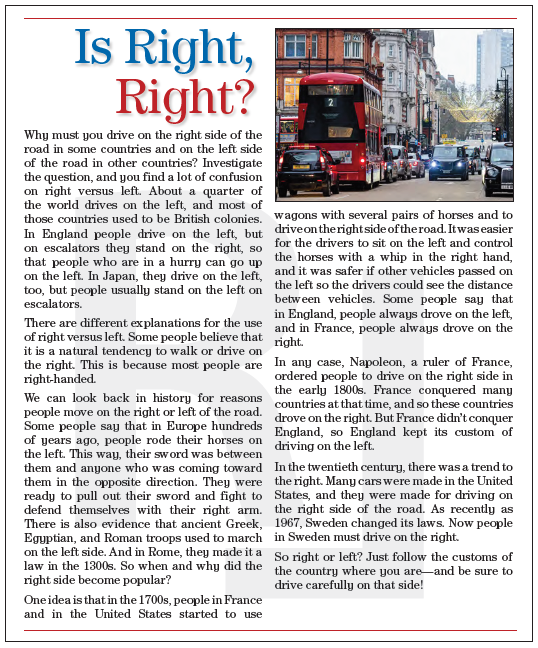 Is Right,
Right?
Why must you drive on the right side of the
road in some countries and on the left side
of the road in other countries? Investigate
the question, and you find a lot of confusion
on right versus left. About a quarter of
the world drives on the left, and most of
those countries used to be British colonies.
In England people drive on the left, but
on escalators they stand on the right, so
that people who are in a hurry can go up
on the left. In Japan, they drive on the left,
too, but people usually stand on the left on
escalators.
There are different explanations for the use
of right versus left. Some people believe that
it is a natural tendency to walk or drive on
the right. This is because most people are
right-handed.
We can look back in history for reasons
people move on the right or left of the road.
Some people say that in Europe hundreds
of years ago, people rode their horses on
the left. This way, their sword was between
them and anyone who was coming toward
them in the opposite direction. They were
ready to pull out their sword and fight to
defend themselves with their right arm.
There is also evidence that ancient Greek,
Egyptian, and Roman troops used to march
on the left side. And in Rome, they made it a
law in the 1300s. So when and why did the
right side become popular?
One idea is that in the 1700s, people in France
and in the United States started to use
2
wagons with several pairs of horses and to
drive on the right side of the road. It was easier
for the drivers to sit on the left and control
the horses with a whip in the right hand,
and it was safer if other vehicles passed on
the left so the drivers could see the distance
between vehicles. Some people say that
in England, people always drove on the left,
and in France, people always drove on the
right.
In any case, Napoleon, a ruler of France,
ordered people to drive on the right side in
the early 1800s. France conquered many
countries at that time, and so these countries
drove on the right. But France didn't conquer
England, so England kept its custom of
driving on the left.
In the twentieth century, there was a trend to
the right. Many cars were made in the United
States, and they were made for driving on
the right side of the road. As recently as
1967, Sweden changed its laws. Now people
in Sweden must drive on the right.
So right or left? Just follow the customs of
the country where you are—and be sure to
drive carefully on that side!